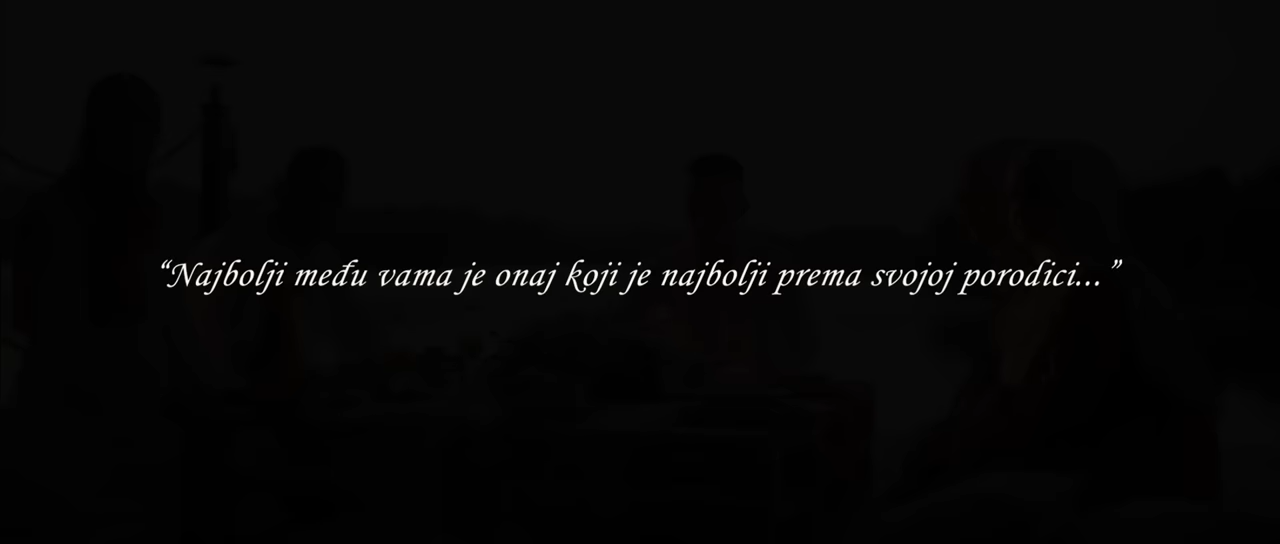 “Najbolji među vama je onaj koji je najbolji prema svojoj porodici...”